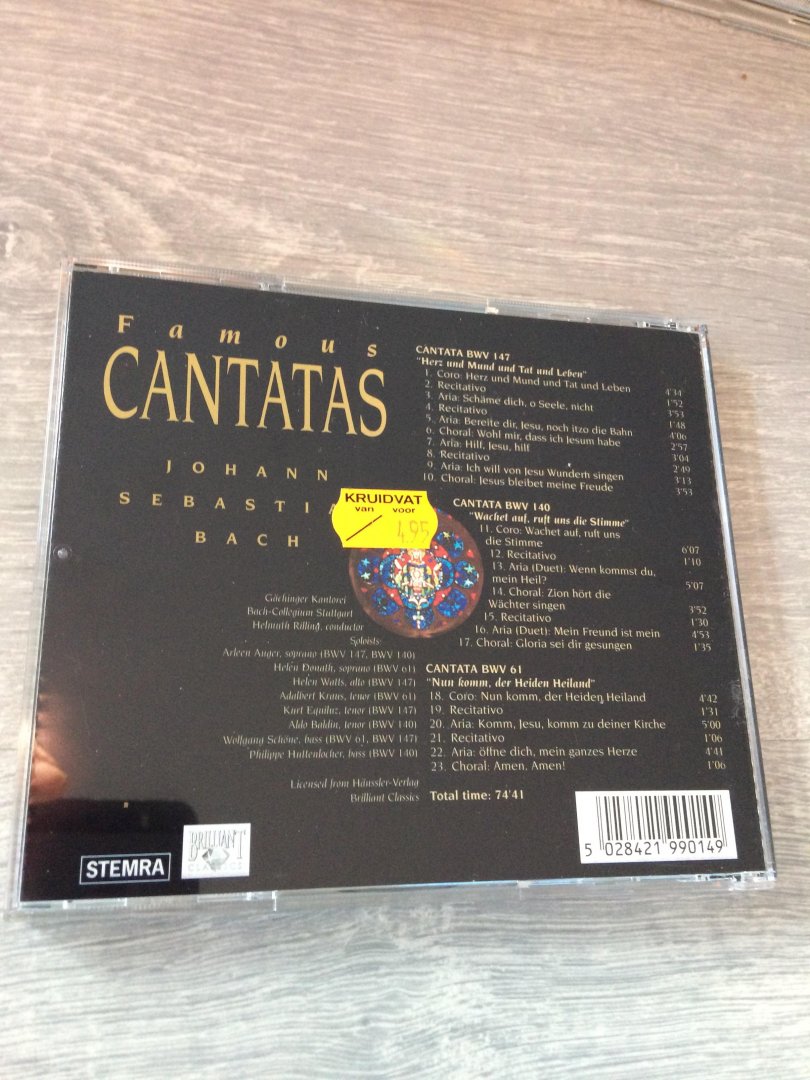 Famous
CANTATAS
JOHANN
SEBASTIA
BACH
KRUIDVAT
van voor
4.95
Gächinger Kantorei
Bach-Collegium Stuttgart
Helmuth Rilling, conductor
Soloists:
Arleen Auger, soprano (BWV 147, BWV 140)
Helen Donath, soprano (BWV 61)
Helen Watts, alto (BWV 147)
Adalbert Kraus, tenor (BWV 61)
Kurt Equiluz, tenor (BWV 147)
Aldo Baldin, tenor (BWV 140)
Wolfgang Schöne, bass (BWV 61, BWV 147)
Philippe Huttenlocher, bass (BWV 140)
Licensed from Hänssler-Verlag
Brilliant Classics
STEMRA
BRILLIANT
CLASSICS
CANTATA BWV 147
"Herz und Mund und Tat und Leben"
1. Coro: Herz und Mund und Tat und Leben 4'34
2. Recitativo 1'52
3. Aria: Schäme dich, o Seele, nicht 3'53
4. Recitativo 1'48
5. Aria: Bereite dir, Jesu, noch itzo die Bahn 4'06
6. Choral: Wohl mir, dass ich Jesum habe 2'57
7. Aria: Hilf, Jesu, hilf 3'04
8. Recitativo 2'49
9. Aria: Ich will von Jesu Wundern singen 3'13
10. Choral: Jesus bleibet meine Freude 3'53
CANTATA BWV 140
"Wachet auf, ruft uns die Stimme"
11. Coro: Wachet auf, ruft uns
die Stimme 6'07
12. Recitativo 1'10
13. Aria (Duet): Wenn kommst du,
mein Heil? 5'07
14. Choral: Zion hört die
Wächter singen 3'52
15. Recitativo 1'30
16. Aria (Duet): Mein Freund ist mein 4'53
17. Choral: Gloria sei dir gesungen 1'35
CANTATA BWV 61
"Nun komm, der Heiden Heiland"
18. Coro: Nun komm, der Heiden Heiland 4'42
19. Recitativo 1'31
20. Aria: Komm, Jesu, komm zu deiner Kirche 5'00
21. Recitativo 1'06
22. Aria: öffne dich, mein ganzes Herze 4'41
23. Choral: Amen, Amen! 1'06
Total time: 74'41
5 028421 990149